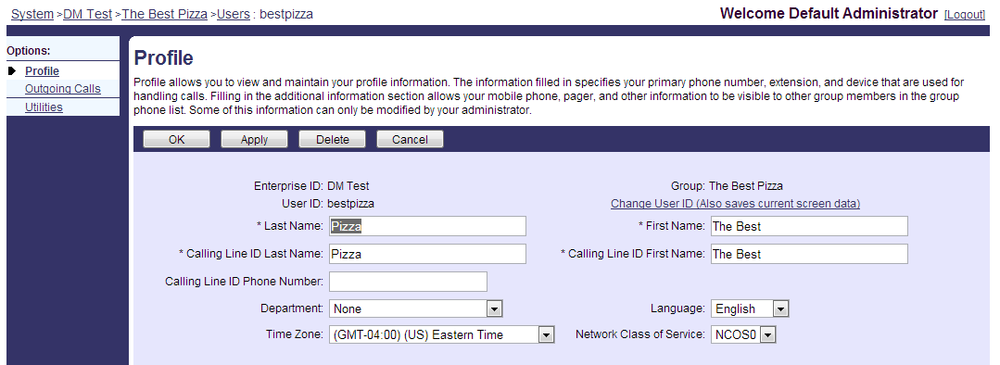 System >DM Test >The Best Pizza >Users : bestpizza
Welcome Default Administrator [Logout]
Options:
Profile
Outgoing Calls
Utilities
Profile
Profile allows you to view and maintain your profile information. The information filled in specifies your primary phone number, extension, and device that are used for
handling calls. Filling in the additional information section allows your mobile phone, pager, and other information to be visible to other group members in the group
phone list. Some of this information can only be modified by your administrator.
OK Apply Delete Cancel
Enterprise ID: DM Test Group: The Best Pizza
User ID: bestpizza Change User ID (Also saves current screen data)
* Last Name: Pizza * First Name: The Best
* Calling Line ID Last Name: Pizza * Calling Line ID First Name: The Best
Calling Line ID Phone Number:
Department: None Language: English
Time Zone: (GMT-04:00) (US) Eastern Time Network Class of Service: NCOS0